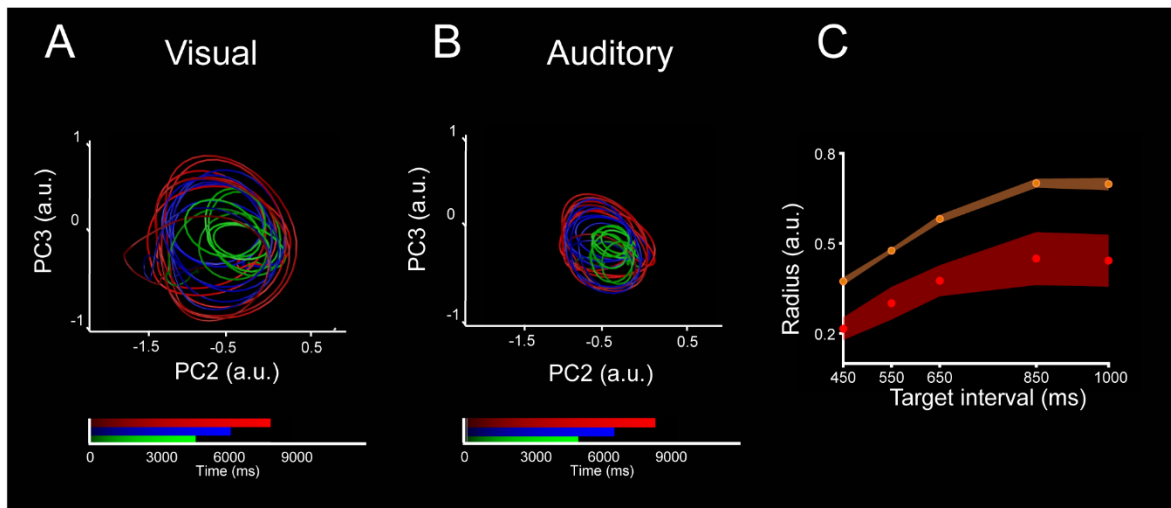 A
Visual
1
0
-1
PC3 (a.u.)
-1.5 -0.5 0.5
PC2 (a.u.)
0 3000 6000 9000
Time (ms)
B
Auditory
1
0
-1
PC3 (a.u.)
-1.5 -0.5 0.5
PC2 (a.u.)
0 3000 6000 9000
Time (ms)
C
0.8
0.5
0.2
Radius (a.u.)
450 550 650 850 1000
Target interval (ms)